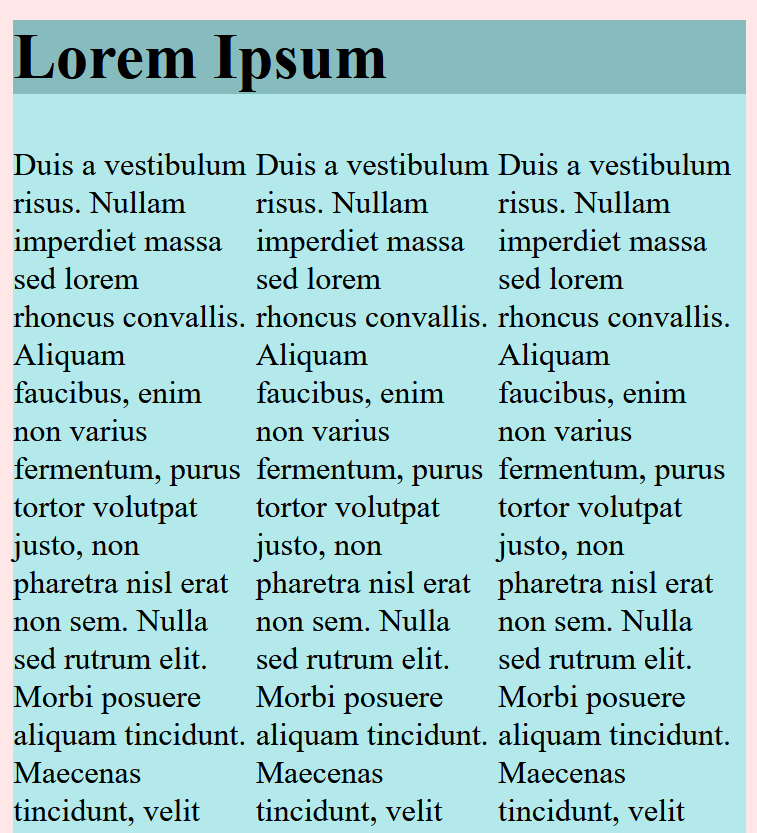 Lorem Ipsum
Duis a vestibulum
risus. Nullam
imperdiet massa
sed lorem
rhoncus convallis.
Aliquam
faucibus, enim
non varius
fermentum, purus
tortor volutpat
justo, non
pharetra nisl erat
non sem. Nulla
sed rutrum elit.
Morbi posuere
aliquam tincidunt.
Maecenas
tincidunt, velit
Duis a vestibulum
risus. Nullam
imperdiet massa
sed lorem
rhoncus convallis.
Aliquam
faucibus, enim
non varius
fermentum, purus
tortor volutpat
justo, non
pharetra nisl erat
non sem. Nulla
sed rutrum elit.
Morbi posuere
aliquam tincidunt.
Maecenas
tincidunt, velit
Duis a vestibulum
risus. Nullam
imperdiet massa
sed lorem
rhoncus convallis.
Aliquam
faucibus, enim
non varius
fermentum, purus
tortor volutpat
justo, non
pharetra nisl erat
non sem. Nulla
sed rutrum elit.
Morbi posuere
aliquam tincidunt.
Maecenas
tincidunt, velit